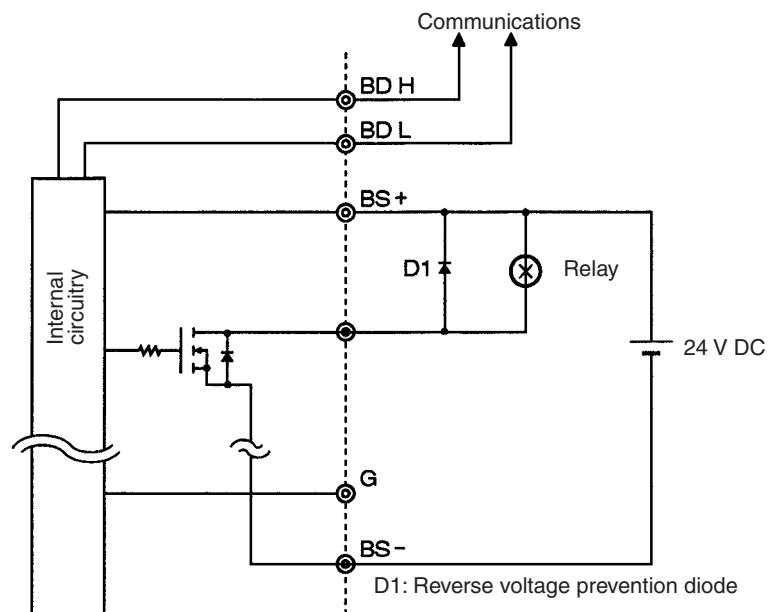 Communications
BD H
BD L
BS+
D1
Relay
Internal
circuitry
24 V DC
G
BS-
D1: Reverse voltage prevention diode